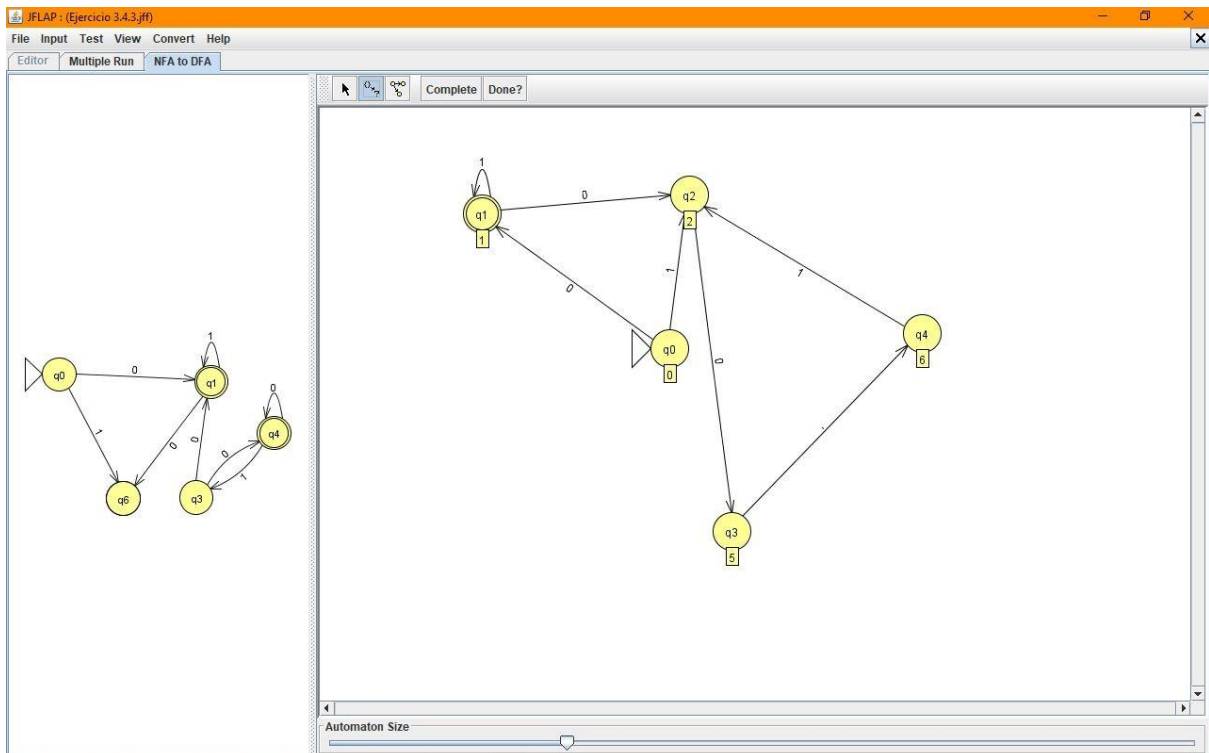 JFLAP : (Ejercicio 3.4.3.jff)
File Input Test View Convert Help
Editor Multiple Run NFA to DFA
Complete Done?
1
q0
0
q1
1
0
0
0
0
1
q4
q6
q3
1
q1
1
0
q2
2
0
1
q0
0
0
1
q4
6
.
q3
5
Automaton Size